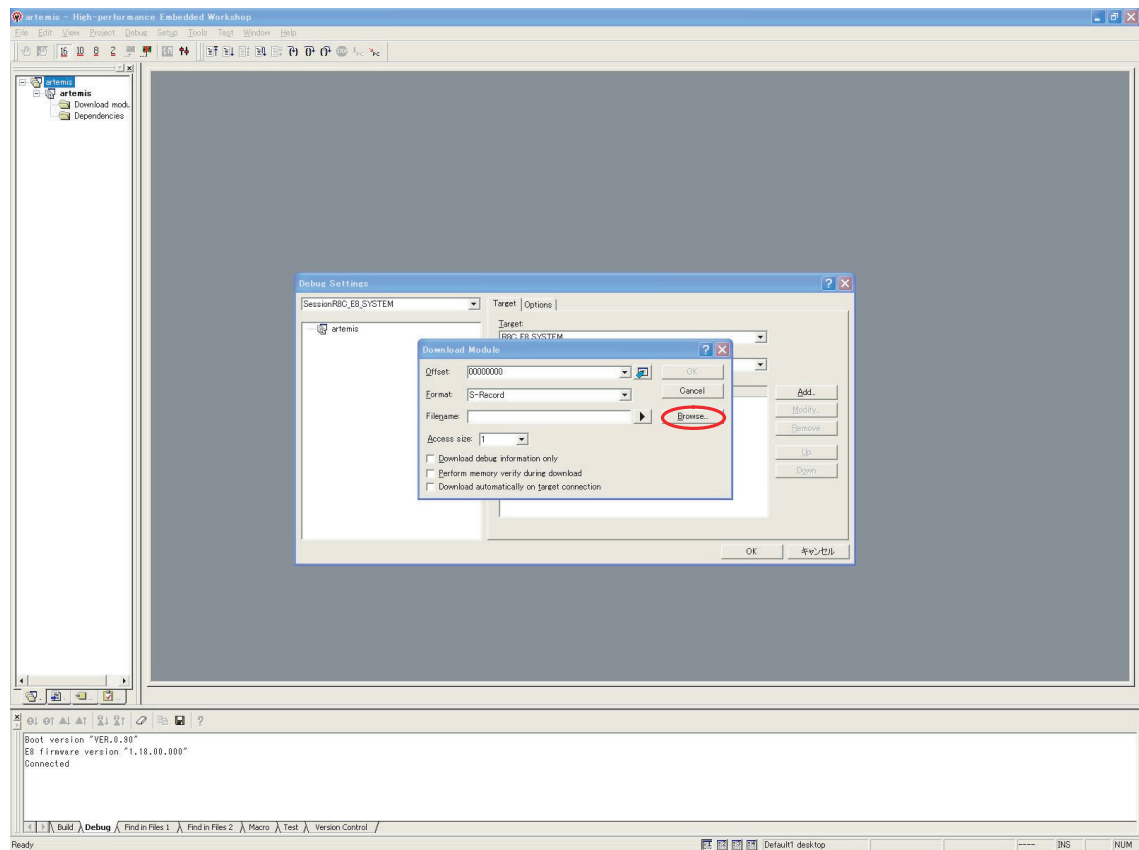 artemis - High-performance Embedded Workshop
File Edit View Project Debug Setup Tools Test Window Help
16 10 8 2
artemis
artemis
Download modu
Dependencies
Debug Settings
SessionR8C_E8_SYSTEM
Target Options
artemis
Target:
R8C E8 SYSTEM
Download Module
Offset: 00000000
OK
Format: S-Record
Cancel
Add..
Filename:
Browse...
Modify...
Remove
Access size: 1
Up
Download debug information only
Down
Perform memory verify during download
Download automatically on target connection
OK
キャンセル
Boot version "VER.0.90"
E8 firmware version "1.18.00.000"
Connected
Build Debug Find in Files 1 Find in Files 2 Macro Test Version Control
Ready
Default1 desktop
----
INS
NUM